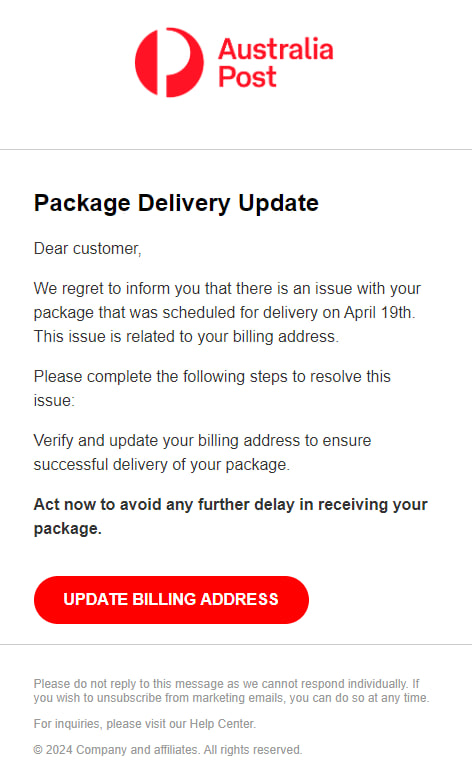 Australia
Post
Package Delivery Update
Dear customer,
We regret to inform you that there is an issue with your
package that was scheduled for delivery on April 19th.
This issue is related to your billing address.
Please complete the following steps to resolve this
issue:
Verify and update your billing address to ensure
successful delivery of your package.
Act now to avoid any further delay in receiving your
package.
UPDATE BILLING ADDRESS
Please do not reply to this message as we cannot respond individually. If
you wish to unsubscribe from marketing emails, you can do so at any time.
For inquiries, please visit our Help Center.
© 2024 Company and affiliates. All rights reserved.